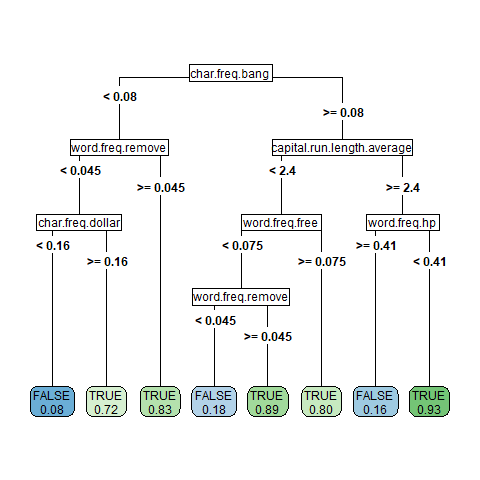 char.freq.bang
< 0.08
>= 0.08
word.freq.remove
capital.run.length.average
< 0.045
>= 0.045
< 2.4
>= 2.4
char.freq.dollar
word.freq.free
word.freq.hp
< 0.16
>= 0.16
< 0.075
>= 0.075
>= 0.41
< 0.41
word.freq.remove
< 0.045
>= 0.045
FALSE
0.08
TRUE
0.72
TRUE
0.83
FALSE
0.18
TRUE
0.89
TRUE
0.80
FALSE
0.16
TRUE
0.93